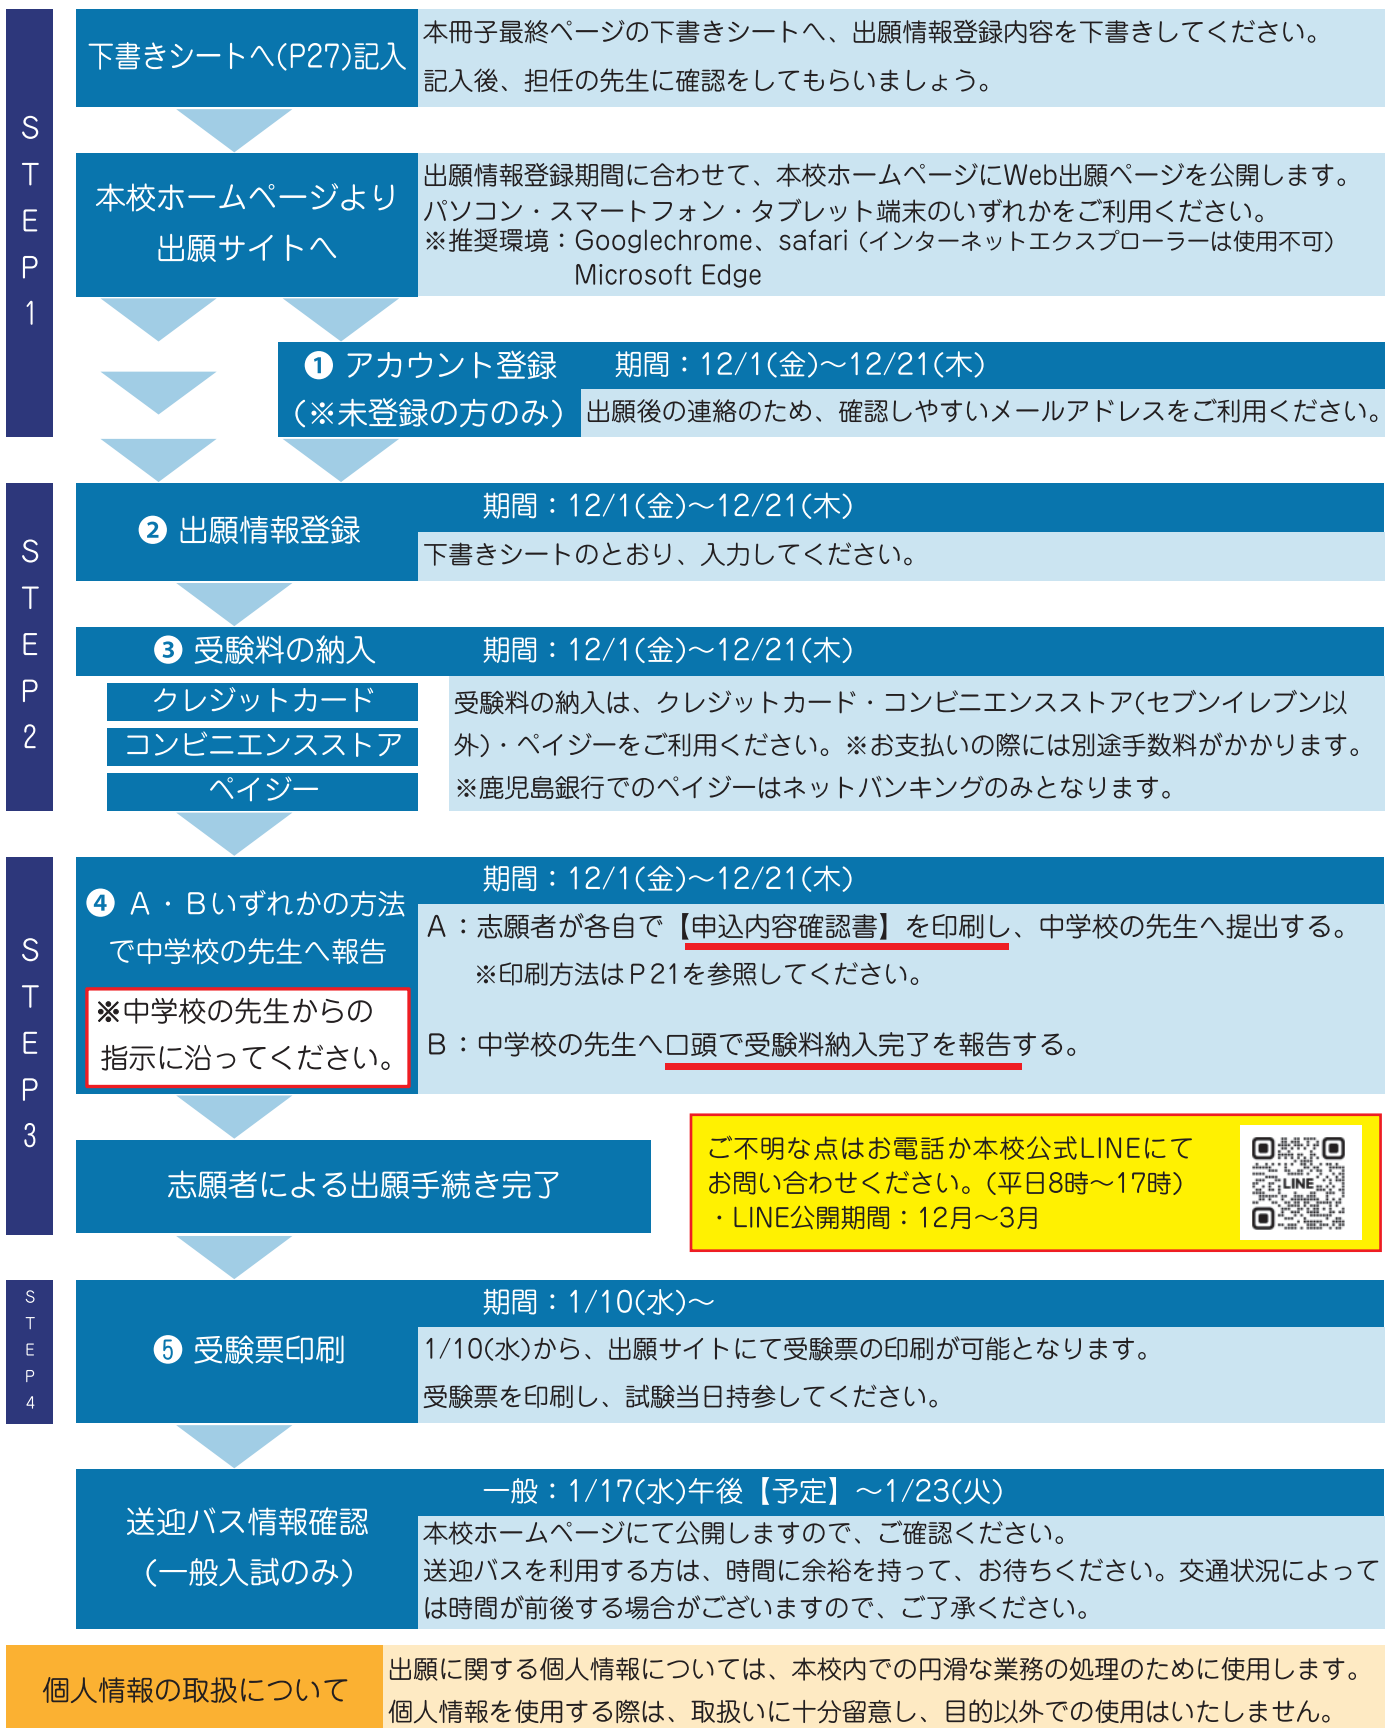 STEP1
下書きシートへ(P27)記入
本冊子最終ページの下書きシートへ、出願情報登録内容を下書きしてください。
記入後、担任の先生に確認をしてもらいましょう。
本校ホームページより
出願サイトへ
出願情報登録期間に合わせて、本校ホームページにWeb出願ページを公開します。
パソコン・スマートフォン・タブレット端末のいずれかをご利用ください。
※推奨環境：Googlechrome、safari（インターネットエクスプローラーは使用不可）
Microsoft Edge
❶ アカウント登録
（※未登録の方のみ）
期間：12/1(金)～12/21(木)
出願後の連絡のため、確認しやすいメールアドレスをご利用ください。
STEP2
❷ 出願情報登録
期間：12/1(金)～12/21(木)
下書きシートのとおり、入力してください。
❸ 受験料の納入
期間：12/1(金)～12/21(木)
クレジットカード
コンビニエンスストア
ペイジー
受験料の納入は、クレジットカード・コンビニエンスストア(セブンイレブン以
外)・ペイジーをご利用ください。※お支払いの際には別途手数料がかかります。
※鹿児島銀行でのペイジーはネットバンキングのみとなります。
STEP3
❹ A・Bいずれかの方法
で中学校の先生へ報告
※中学校の先生からの
指示に沿ってください。
期間：12/1(金)～12/21(木)
A：志願者が各自で【申込内容確認書】を印刷し、中学校の先生へ提出する。
※印刷方法はP21を参照してください。
B：中学校の先生へ口頭で受験料納入完了を報告する。
志願者による出願手続き完了
ご不明な点はお電話か本校公式LINEにて
お問い合わせください。（平日8時～17時）
・LINE公開期間：12月～3月
LINE
STEP4
❺ 受験票印刷
期間：1/10(水)～
1/10(水)から、出願サイトにて受験票の印刷が可能となります。
受験票を印刷し、試験当日持参してください。
送迎バス情報確認
（一般入試のみ）
一般：1/17(水)午後【予定】～1/23(火)
本校ホームページにて公開しますので、ご確認ください。
送迎バスを利用する方は、時間に余裕を持って、お待ちください。交通状況によって
は時間が前後する場合がございますので、ご了承ください。
個人情報の取扱について
出願に関する個人情報については、本校内での円滑な業務の処理のために使用します。
個人情報を使用する際は、取扱いに十分留意し、目的以外での使用はいたしません。